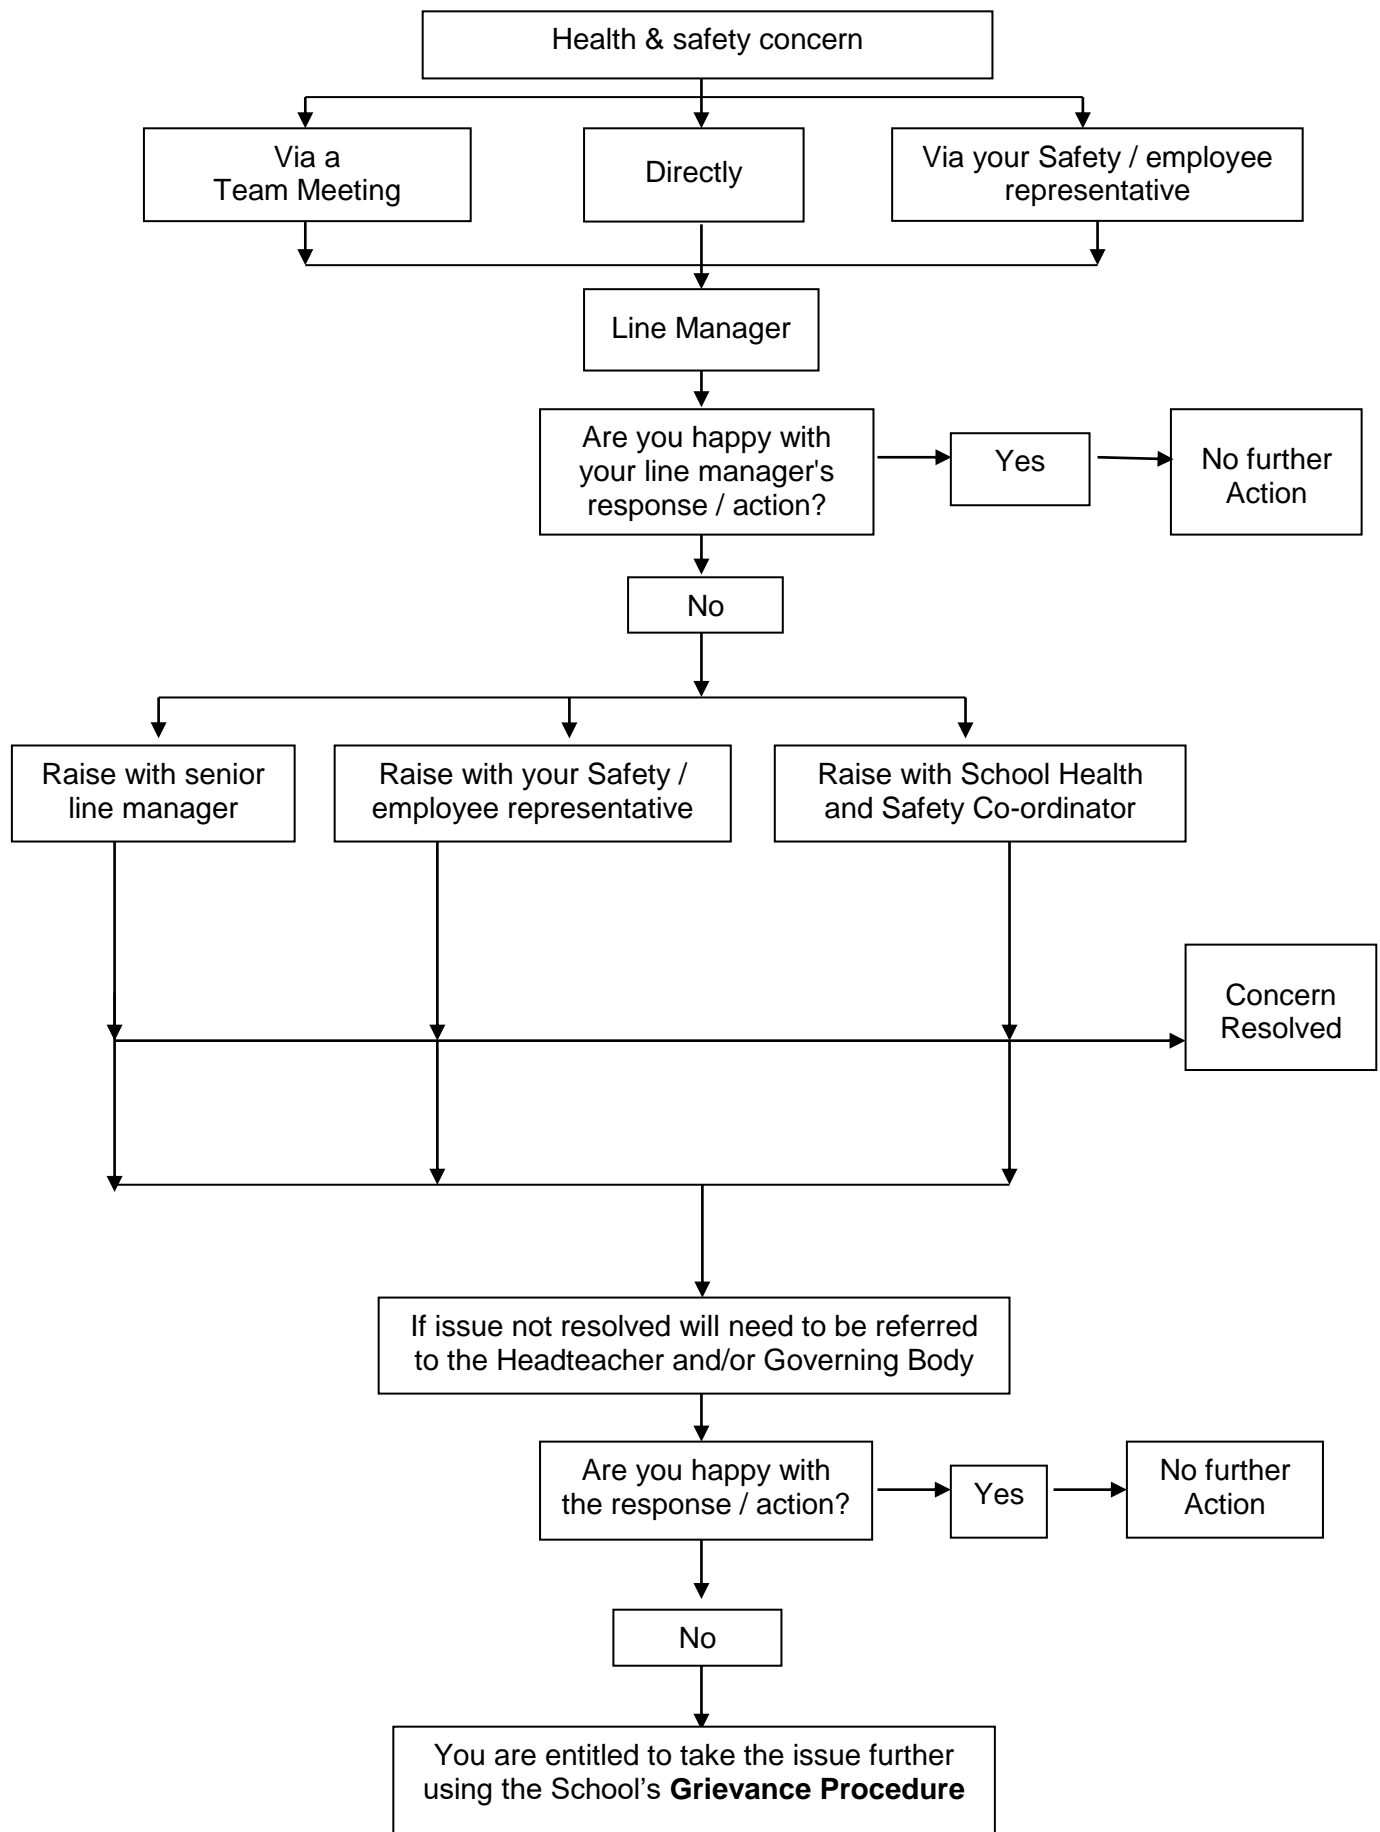 Health & safety concern
Via a
Team Meeting
Directly
Via your Safety / employee
representative
Line Manager
Are you happy with
your line manager's
response / action?
Yes
No further
Action
No
Raise with senior
line manager
Raise with your Safety /
employee representative
Raise with School Health
and Safety Co-ordinator
Concern
Resolved
If issue not resolved will need to be referred
to the Headteacher and/or Governing Body
Are you happy with
the response / action?
Yes
No further
Action
No
You are entitled to take the issue further
using the School’s Grievance Procedure